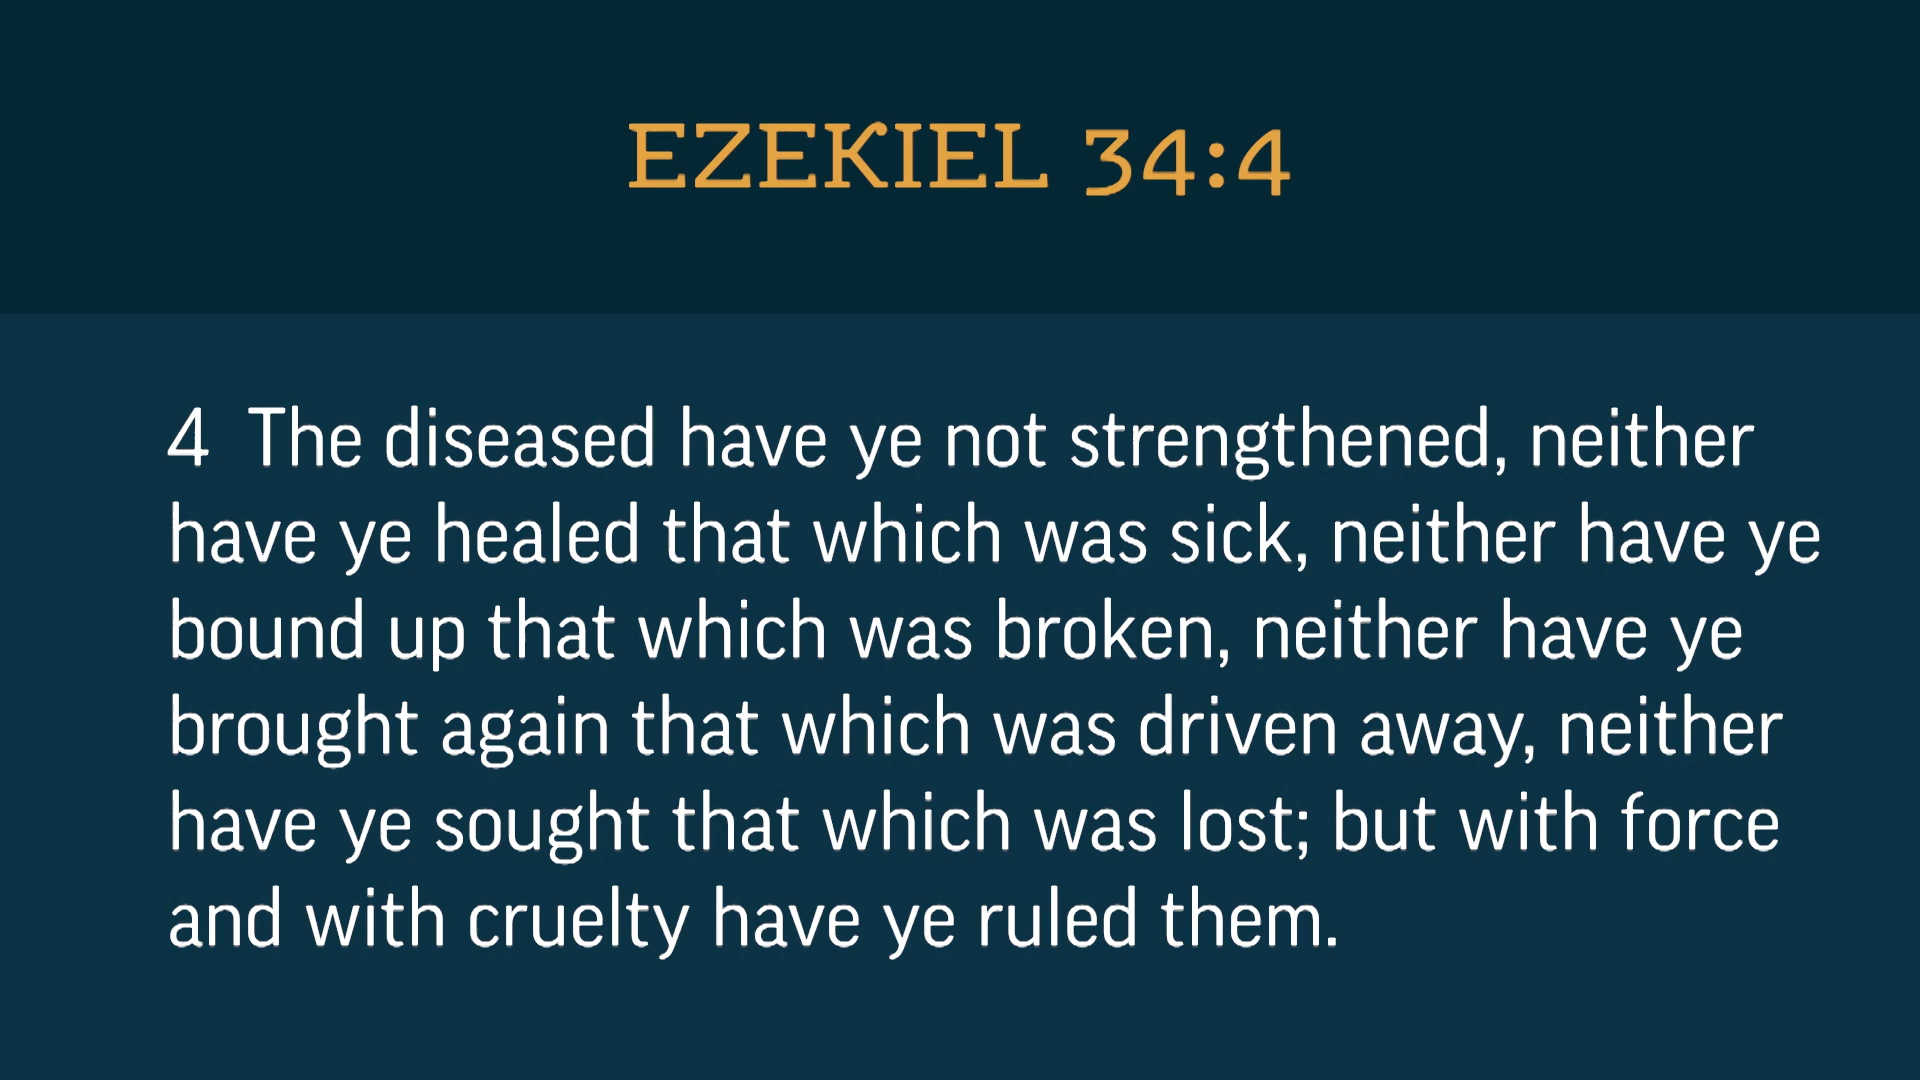 EZEKIEL 34:4
4 The diseased have ye not strengthened, neither
have ye healed that which was sick, neither have ye
bound up that which was broken, neither have ye
brought again that which was driven away, neither
have ye sought that which was lost; but with force
and with cruelty have ye ruled them.